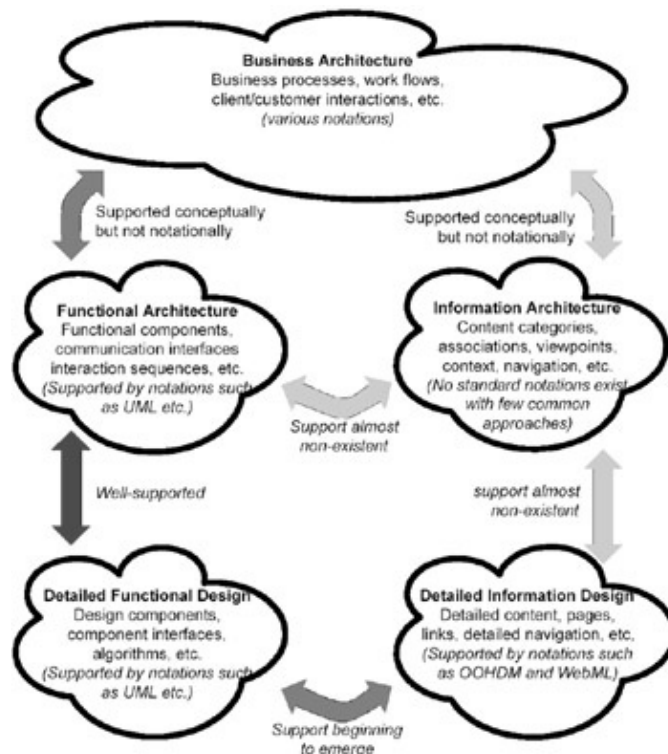 Business Architecture
Business processes, work flows,
client/customer interactions, etc.
(various notations)
Supported conceptually
but not notationally
Supported conceptually
but not notationally
Functional Architecture
Functional components,
communication interfaces
interaction sequences, etc.
(Supported by notations such
as UML etc.)
Information Architecture
Content categories,
associations, viewpoints,
context, navigation, etc.
(No standard notations exist
with few common
approaches)
Support almost
non-existent
Well-supported
support almost
non-existent
Detailed Functional Design
Design components,
component interfaces,
algorithms, etc.
(Supported by notations such
as UML etc.)
Detailed Information Design
Detailed content, pages,
links, detailed navigation, etc.
(Supported by notations such
as OOHDM and WebML)
Support beginning
to emerge